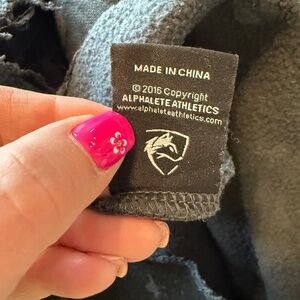 MADE IN CHINA
© 2016 Copyright
ALPHALETE ATHLETICS
www.alphaleteathletics.com